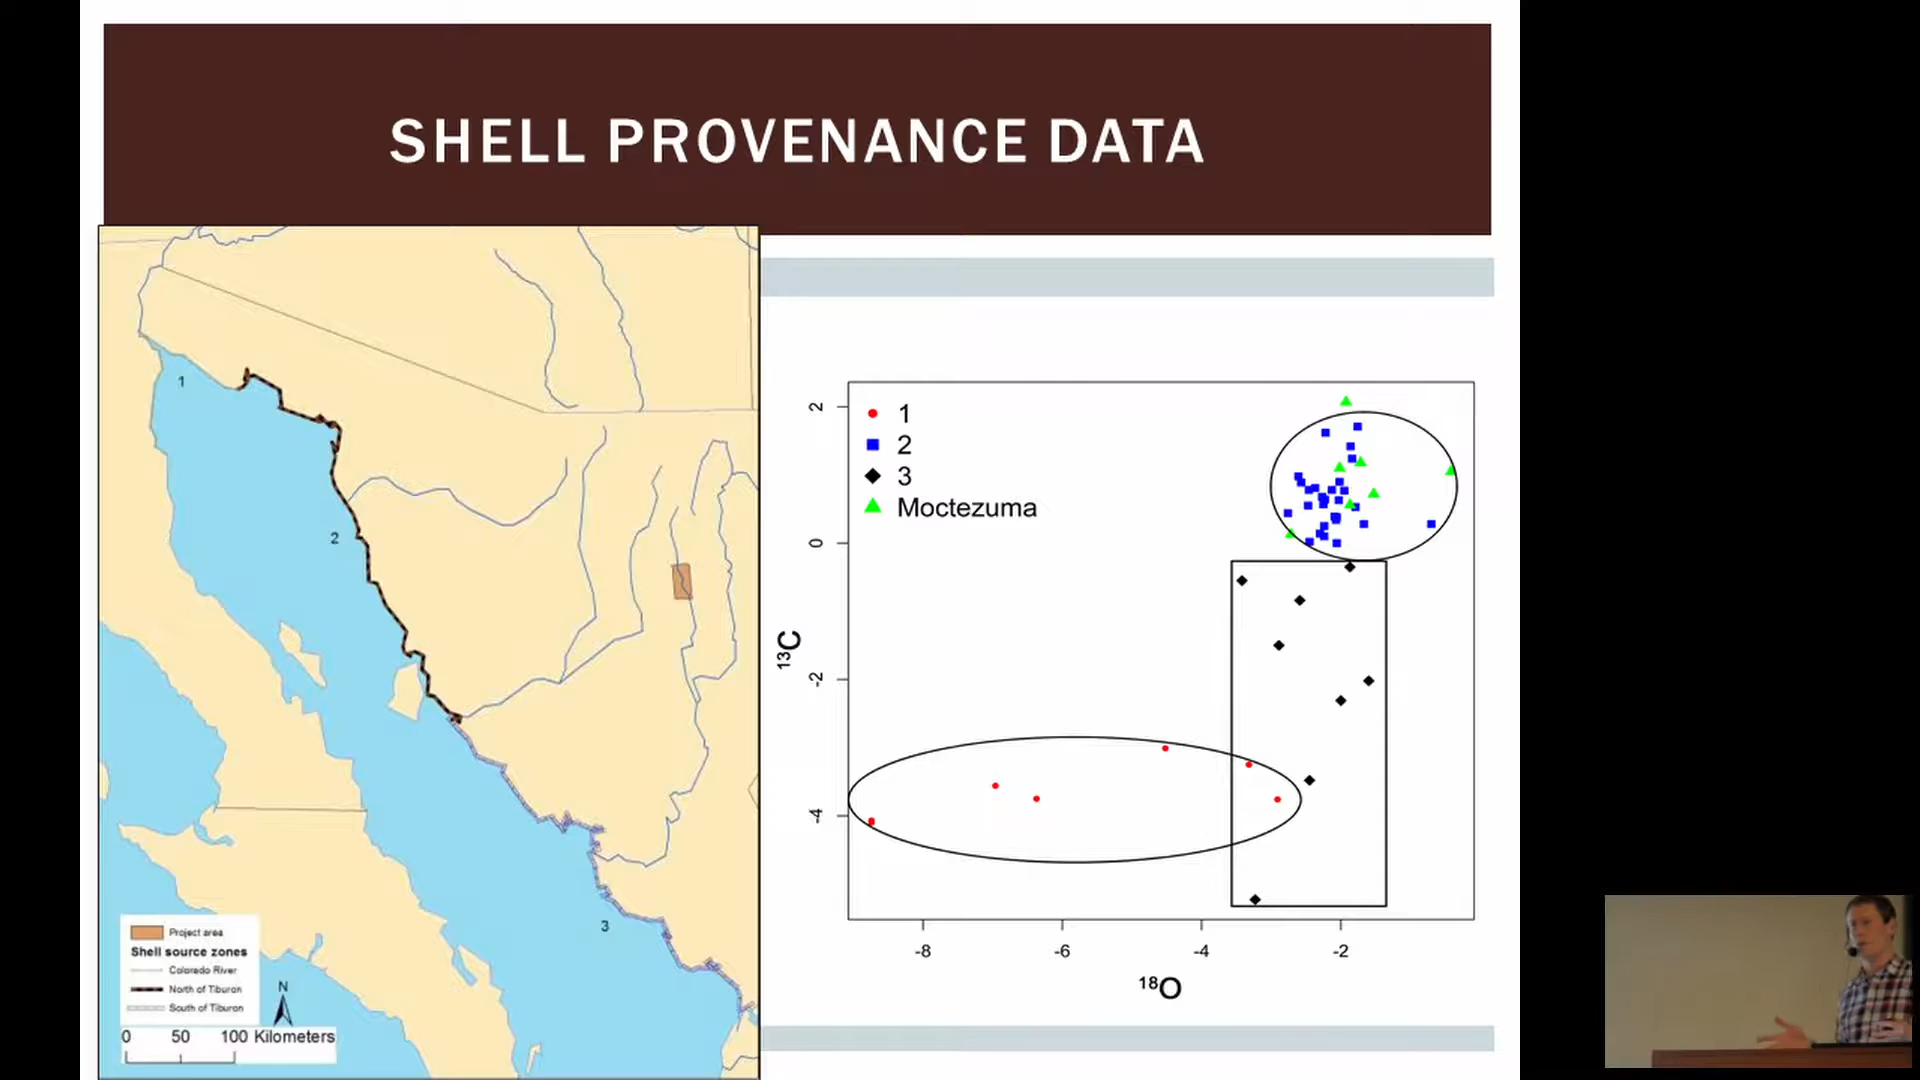 SHELL PROVENANCE DATA
1
2
3
Project area
Shell source zones
Colorado River
North of Tiburon
South of Tiburon
N
0 50 100 Kilometers
1
2
3
Moctezuma
2
0
-2
-4
¹³C
-8 -6 -4 -2
¹⁸O